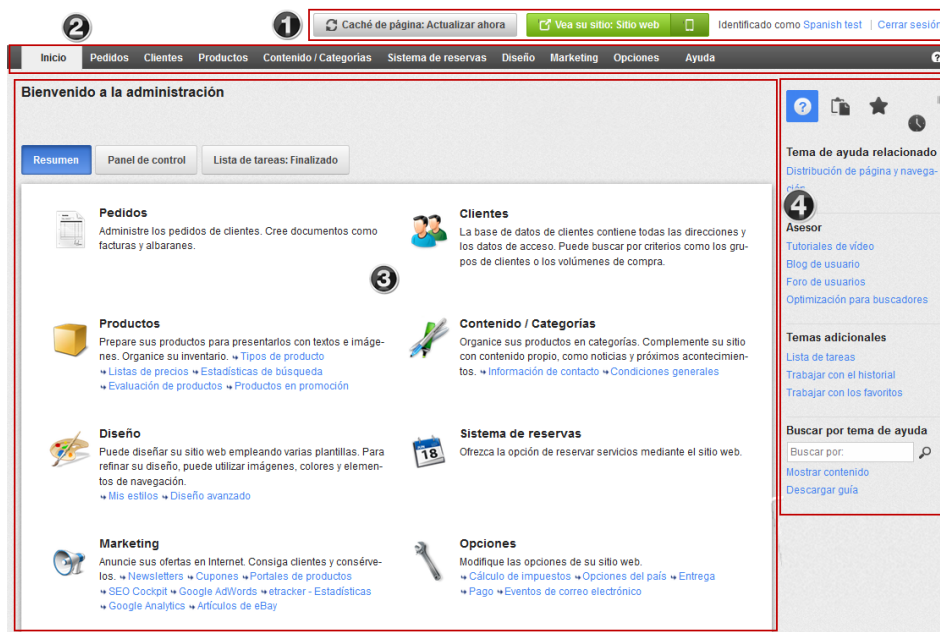 1
Caché de página: Actualizar ahora
Vea su sitio: Sitio web
Identificado como Spanish test | Cerrar sesión
2
Inicio Pedidos Clientes Productos Contenido / Categorías Sistema de reservas Diseño Marketing Opciones Ayuda ?
Bienvenido a la administración
Resumen Panel de control Lista de tareas: Finalizado
Pedidos
Administre los pedidos de clientes. Cree documentos como
facturas y albaranes.
Clientes
La base de datos de clientes contiene todas las direcciones y
los datos de acceso. Puede buscar por criterios como los gru-
pos de clientes o los volúmenes de compra.
3
Productos
Prepare sus productos para presentarlos con textos e imáge-
nes. Organice su inventario. Tipos de producto
Listas de precios Estadísticas de búsqueda
Evaluación de productos Productos en promoción
Contenido / Categorías
Organice sus productos en categorías. Complemente su sitio
con contenido propio, como noticias y próximos acontecimien-
tos. Información de contacto Condiciones generales
Diseño
Puede diseñar su sitio web empleando varias plantillas. Para
refinar su diseño, puede utilizar imágenes, colores y elemen-
tos de navegación.
Mis estilos Diseño avanzado
18
Sistema de reservas
Ofrezca la opción de reservar servicios mediante el sitio web.
Marketing
Anuncie sus ofertas en Internet. Consiga clientes y consérve-
los. Newsletters Cupones Portales de productos
SEO Cockpit Google AdWords etracker - Estadísticas
Google Analytics Artículos de eBay
Opciones
Modifique las opciones de su sitio web.
Cálculo de impuestos Opciones del país Entrega
Pago Eventos de correo electrónico
?
Tema de ayuda relacionado
Distribución de página y navega-
ción
4
Asesor
Tutoriales de vídeo
Blog de usuario
Foro de usuarios
Optimización para buscadores
Temas adicionales
Lista de tareas
Trabajar con el historial
Trabajar con los favoritos
Buscar por tema de ayuda
Buscar por:
Mostrar contenido
Descargar guía